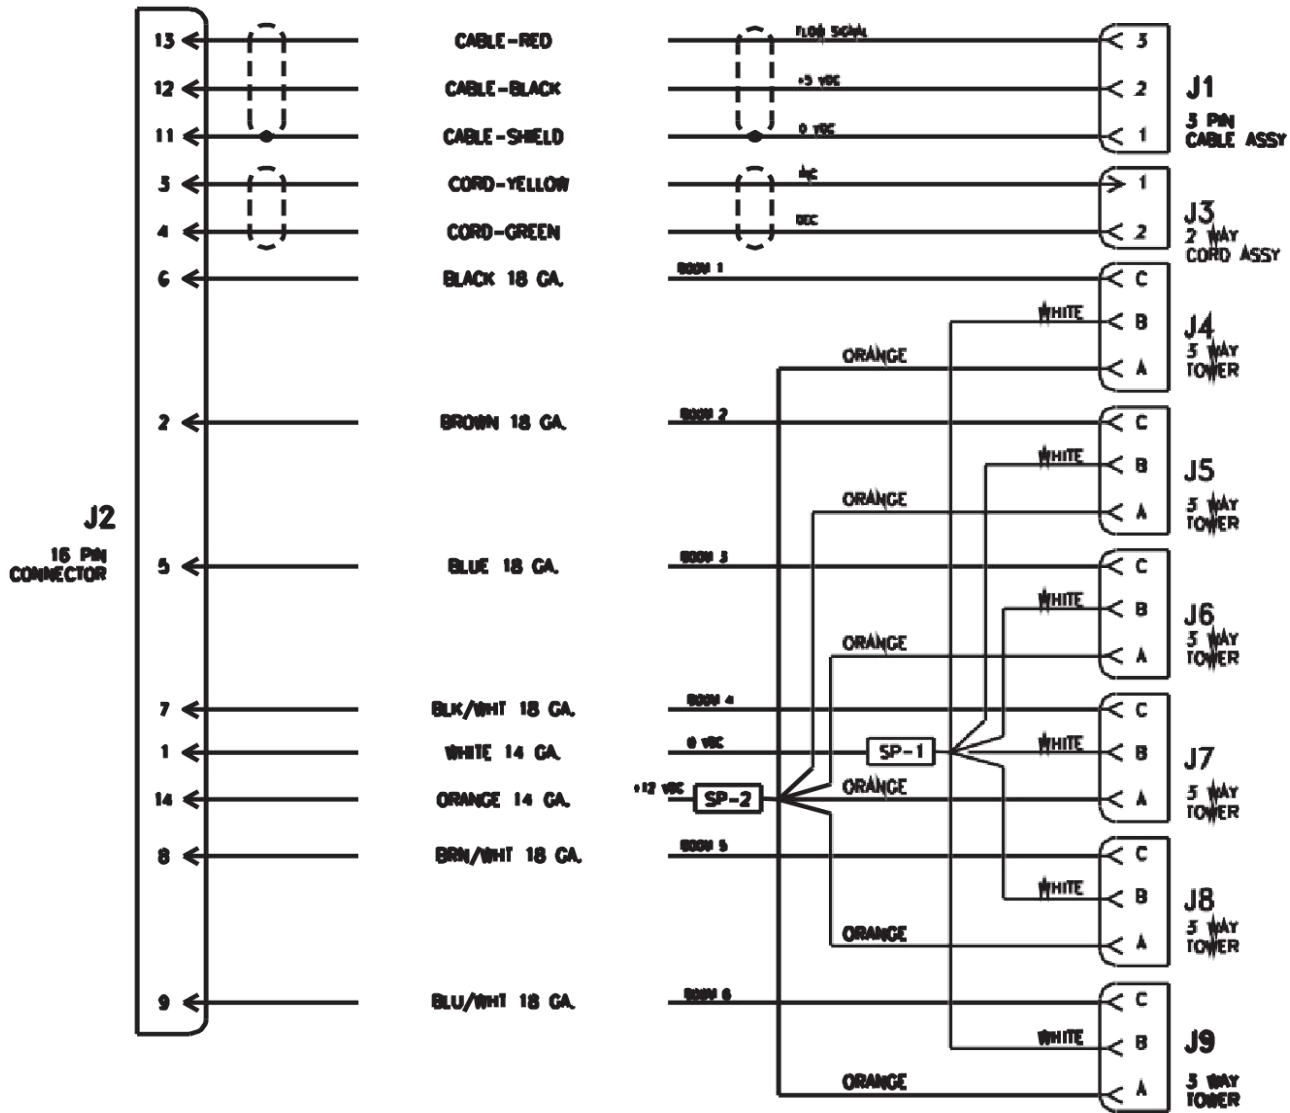 13 CABLE-RED FLOW SIGNAL 3
12 CABLE-BLACK +5 VDC 2 J1
11 CABLE-SHIELD 0 VDC 1 3 PIN
CABLE ASSY
3 CORD-YELLOW INC 1 J3
4 CORD-GREEN DEC 2 2 WAY
CORD ASSY
6 BLACK 18 GA. BOOM 1 C
WHITE B J4
3 WAY
ORANGE A TOWER
2 BROWN 18 GA. BOOM 2 C
WHITE B J5
ORANGE A 3 WAY
TOWER
J2
16 PIN
CONNECTOR
5 BLUE 18 GA. BOOM 3 C
WHITE B J6
ORANGE A 3 WAY
TOWER
7 BLK/WHT 18 GA. BOOM 4 C
1 WHITE 14 GA. 0 VDC SP-1 WHITE B J7
14 ORANGE 14 GA. +12 VDC SP-2 ORANGE A 3 WAY
TOWER
8 BRN/WHT 18 GA. BOOM 5 C
WHITE B J8
3 WAY
ORANGE A TOWER
9 BLU/WHT 18 GA. BOOM 6 C
WHITE B J9
ORANGE A 3 WAY
TOWER